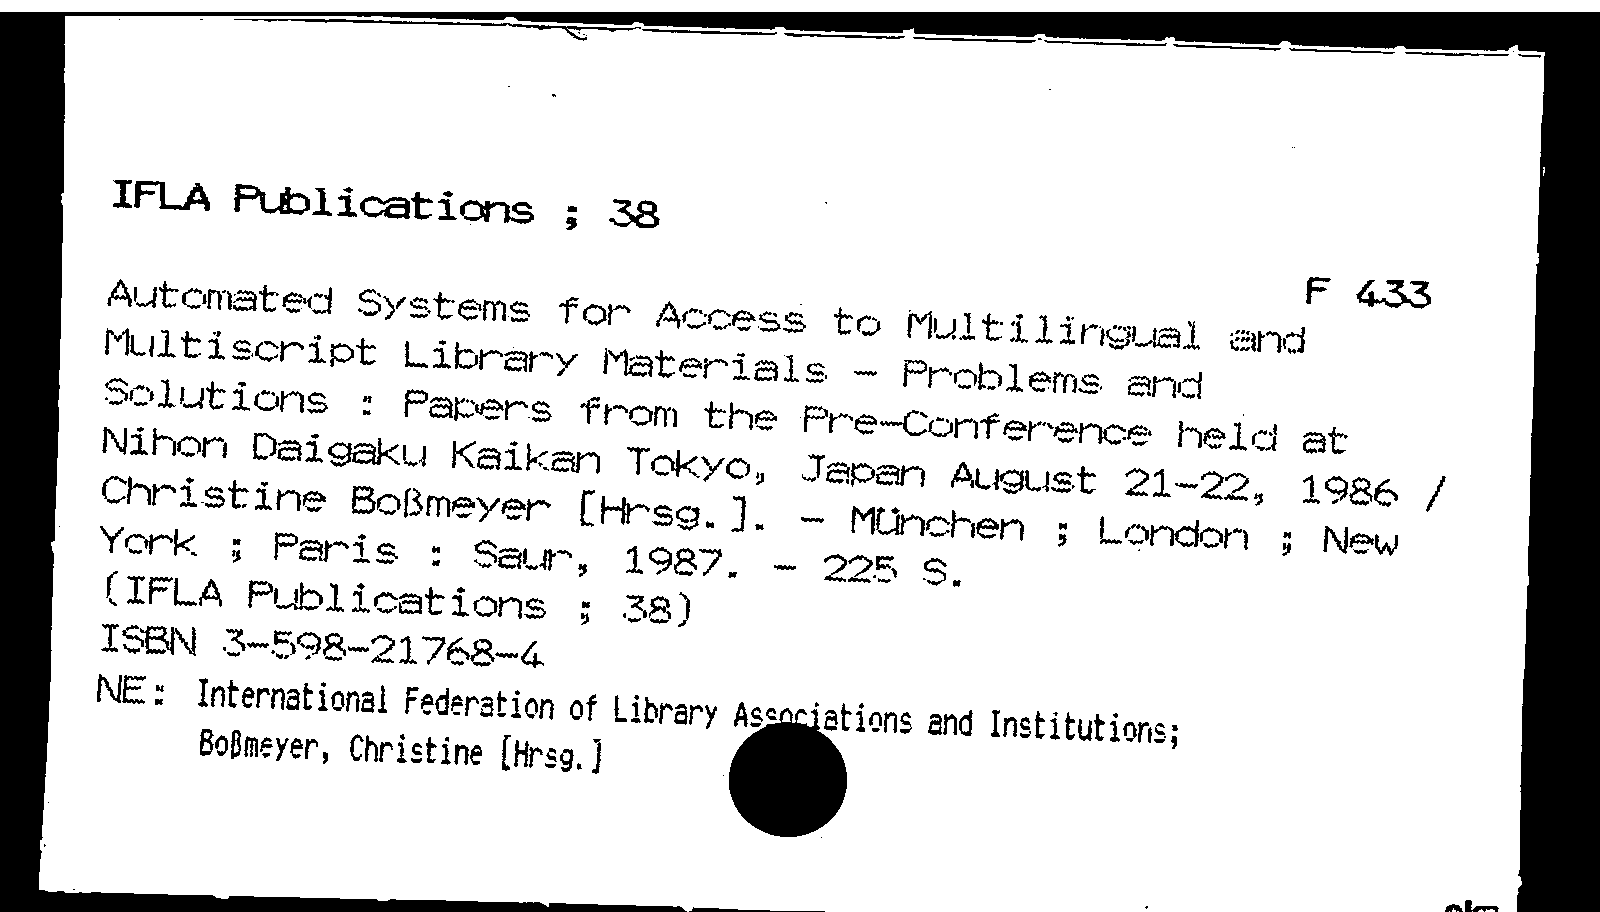 IFLA Publications ; 38
F 433
Automated Systems for Access to Multilingual and
Multiscript Library Materials - Problems and
Solutions : Papers from the Pre-Conference held at
Nihon Daigaku Kaikan Tokyo, Japan August 21-22, 1986 /
Christine Boßmeyer [Hrsg.]. - München ; London ; New
York ; Paris : Saur, 1987. - 225 S.
(IFLA Publications ; 38)
ISBN 3-598-21768-4
NE: International Federation of Library Associations and Institutions;
Boßmeyer, Christine [Hrsg.]